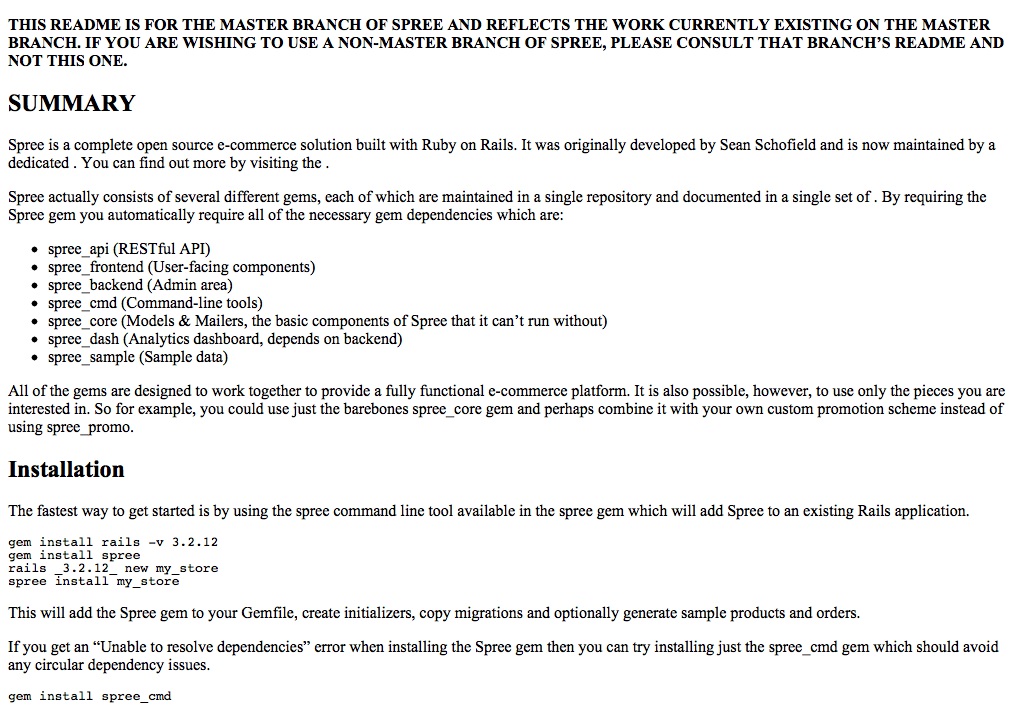 THIS README IS FOR THE MASTER BRANCH OF SPREE AND REFLECTS THE WORK CURRENTLY EXISTING ON THE MASTER
BRANCH. IF YOU ARE WISHING TO USE A NON-MASTER BRANCH OF SPREE, PLEASE CONSULT THAT BRANCH’S README AND
NOT THIS ONE.
SUMMARY
Spree is a complete open source e-commerce solution built with Ruby on Rails. It was originally developed by Sean Schofield and is now maintained by a
dedicated . You can find out more by visiting the .
Spree actually consists of several different gems, each of which are maintained in a single repository and documented in a single set of . By requiring the
Spree gem you automatically require all of the necessary gem dependencies which are:
• spree_api (RESTful API)
• spree_frontend (User-facing components)
• spree_backend (Admin area)
• spree_cmd (Command-line tools)
• spree_core (Models & Mailers, the basic components of Spree that it can’t run without)
• spree_dash (Analytics dashboard, depends on backend)
• spree_sample (Sample data)
All of the gems are designed to work together to provide a fully functional e-commerce platform. It is also possible, however, to use only the pieces you are
interested in. So for example, you could use just the barebones spree_core gem and perhaps combine it with your own custom promotion scheme instead of
using spree_promo.
Installation
The fastest way to get started is by using the spree command line tool available in the spree gem which will add Spree to an existing Rails application.
gem install rails -v 3.2.12
gem install spree
rails _3.2.12_ new my_store
spree install my_store
This will add the Spree gem to your Gemfile, create initializers, copy migrations and optionally generate sample products and orders.
If you get an “Unable to resolve dependencies” error when installing the Spree gem then you can try installing just the spree_cmd gem which should avoid
any circular dependency issues.
gem install spree_cmd